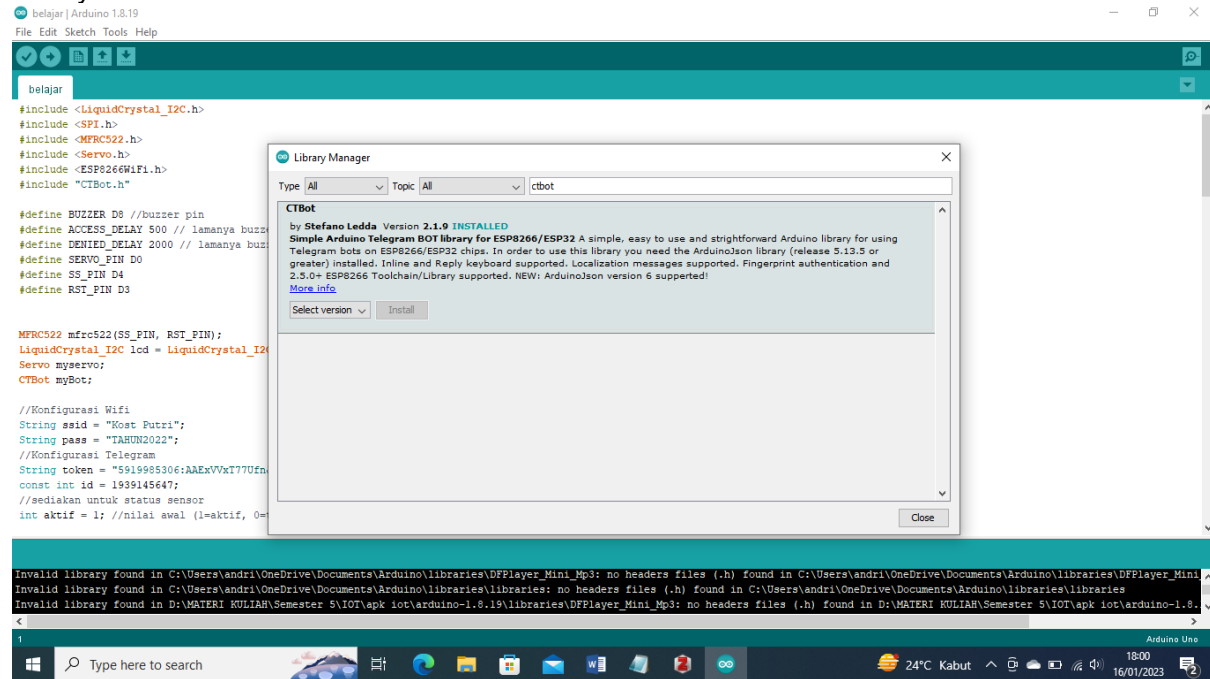 belajar | Arduino 1.8.19
File Edit Sketch Tools Help
belajar
#include <LiquidCrystal_I2C.h>
#include <SPI.h>
#include <MFRC522.h>
#include <Servo.h>
#include <ESP8266WiFi.h>
#include "CTBot.h"
#define BUZZER D8 //buzzer pin
#define ACCESS_DELAY 500 // lamanya buzze
#define DENIED_DELAY 2000 // lamanya buz
#define SERVO_PIN D0
#define SS_PIN D4
#define RST_PIN D3
MFRC522 mfrc522(SS_PIN, RST_PIN);
LiquidCrystal_I2C lcd = LiquidCrystal_I2C
Servo myservo;
CTBot myBot;
//Konfigurasi Wifi
String ssid = "Kost Putri";
String pass = "TAHUN2022";
//Konfigurasi Telegram
String token = "5919985306:AAExVVxT77Ufn
const int id = 1939145647;
//sediakan untuk status sensor
int aktif = 1; //nilai awal (1=aktif, 0=
Library Manager
Type All Topic All ctbot
CTBot
by Stefano Ledda Version 2.1.9 INSTALLED
Simple Arduino Telegram BOT library for ESP8266/ESP32 A simple, easy to use and strightforward Arduino library for using
Telegram bots on ESP8266/ESP32 chips. In order to use this library you need the ArduinoJson library (release 5.13.5 or
greater) installed. Inline and Reply keyboard supported. Localization messages supported. Fingerprint authentication and
2.5.0+ ESP8266 Toolchain/Library supported. NEW: ArduinoJson version 6 supperted!
More info
Select version Install
Close
Invalid library found in C:\Users\andri\OneDrive\Documents\Arduino\libraries\DFPlayer_Mini_Mp3: no headers files (.h) found in C:\Users\andri\OneDrive\Documents\Arduino\libraries\DFPlayer_Mini_
Invalid library found in C:\Users\andri\OneDrive\Documents\Arduino\libraries\libraries: no headers files (.h) found in C:\Users\andri\OneDrive\Documents\Arduino\libraries\libraries
Invalid library found in D:\MATERI KULIAH\Semester 5\IOT\apk iot\arduino-1.8.19\libraries\DFPlayer_Mini_Mp3: no headers files (.h) found in D:\MATERI KULIAH\Semester 5\IOT\apk iot\arduino-1.8.
1 Arduino Uno
Type here to search
24°C Kabut
18:00
16/01/2023
2